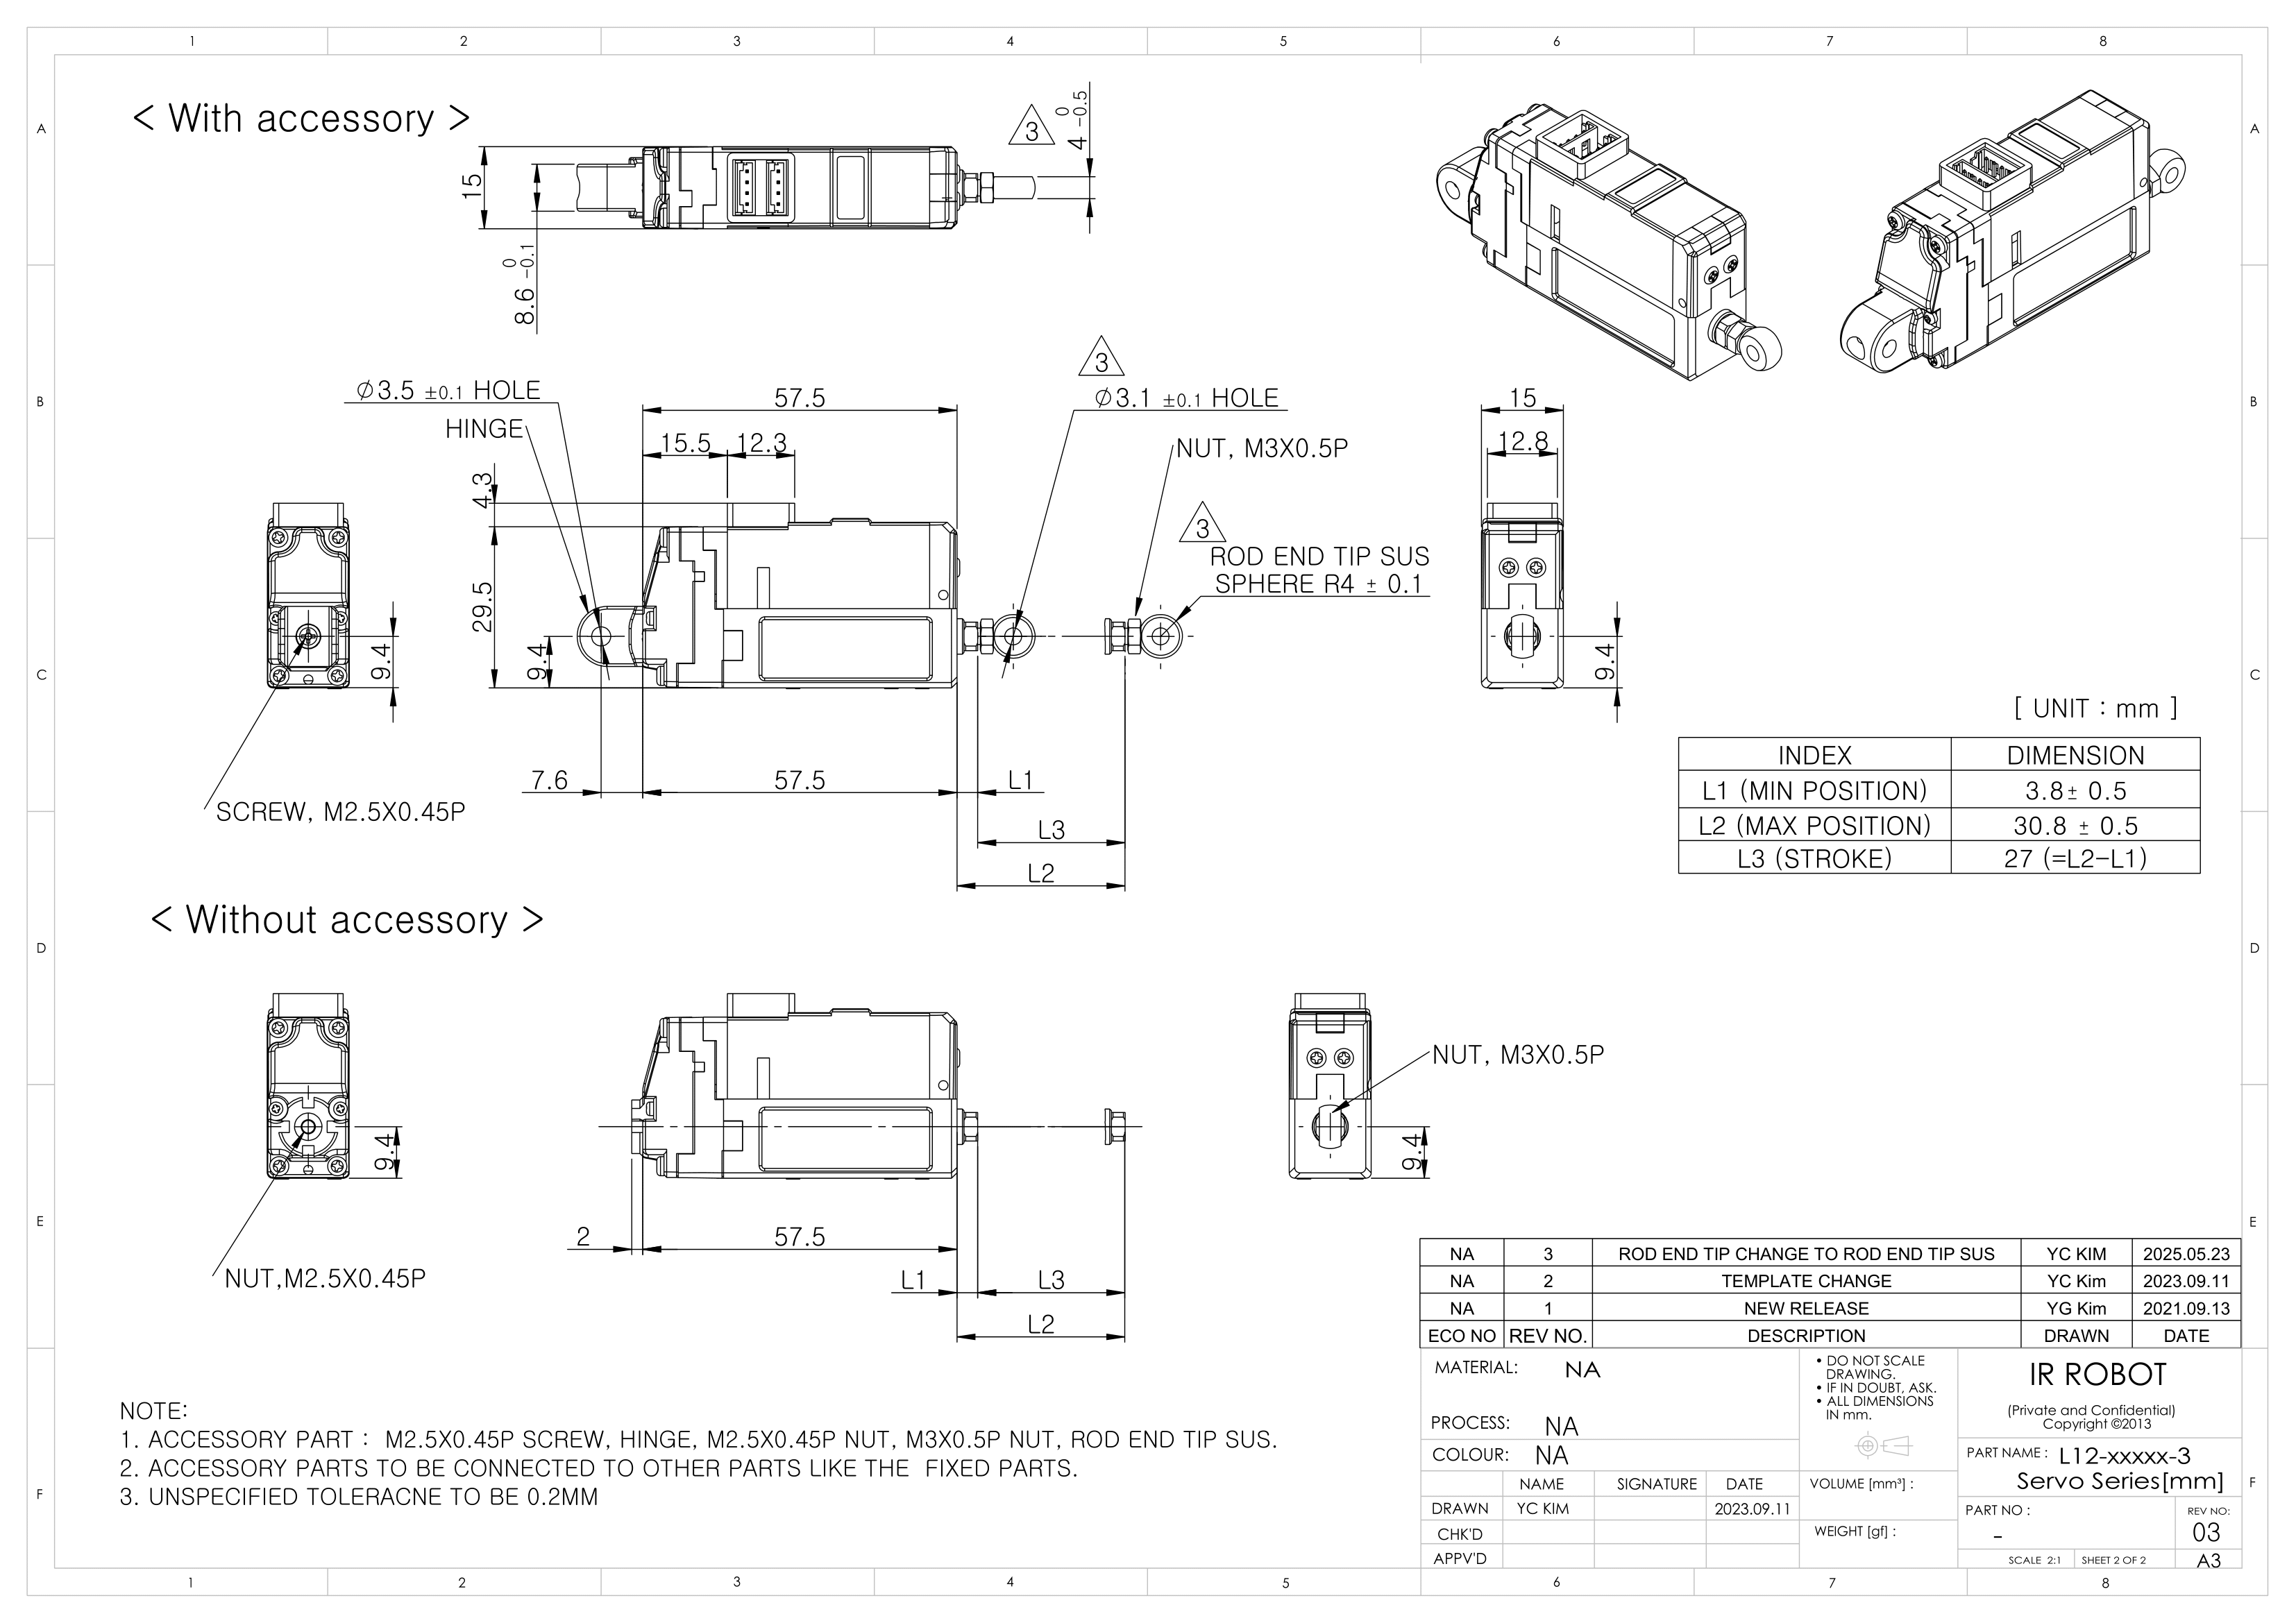 1 2 3 4 5 6 7 8
A A
B B
C C
D D
E E
F F
< With accessory >
15
8.6 0 -0.1
3
4 0 -0.5
Ø3.5 ±0.1 HOLE
HINGE
57.5
15.5
12.3
4.3
29.5
9.4
3
Ø3.1 ±0.1 HOLE
NUT, M3X0.5P
3
ROD END TIP SUS
SPHERE R4 ± 0.1
15
12.8
9.4
9.4
SCREW, M2.5X0.45P
7.6
57.5
L1
L3
L2
[ UNIT : mm ]
INDEX DIMENSION
L1 (MIN POSITION) 3.8± 0.5
L2 (MAX POSITION) 30.8 ± 0.5
L3 (STROKE) 27 (=L2-L1)
< Without accessory >
9.4
NUT,M2.5X0.45P
2
57.5
L1
L3
L2
NUT, M3X0.5P
9.4
NOTE:
1. ACCESSORY PART : M2.5X0.45P SCREW, HINGE, M2.5X0.45P NUT, M3X0.5P NUT, ROD END TIP SUS.
2. ACCESSORY PARTS TO BE CONNECTED TO OTHER PARTS LIKE THE FIXED PARTS.
3. UNSPECIFIED TOLERACNE TO BE 0.2MM
NA 3 ROD END TIP CHANGE TO ROD END TIP SUS YC KIM 2025.05.23
NA 2 TEMPLATE CHANGE YC Kim 2023.09.11
NA 1 NEW RELEASE YG Kim 2021.09.13
ECO NO REV NO. DESCRIPTION DRAWN DATE
MATERIAL: NA
PROCESS: NA
COLOUR: NA
NAME SIGNATURE DATE
DRAWN YC KIM 2023.09.11
CHK'D
APPV'D
• DO NOT SCALE
DRAWING.
• IF IN DOUBT, ASK.
• ALL DIMENSIONS
IN mm.
VOLUME [mm³] :
WEIGHT [gf] :
IR ROBOT
(Private and Confidential)
Copyright ©2013
PART NAME : L12-xxxxx-3
Servo Series[mm]
PART NO :
-
REV NO:
03
SCALE 2:1 SHEET 2 OF 2 A3
1 2 3 4 5 6 7 8